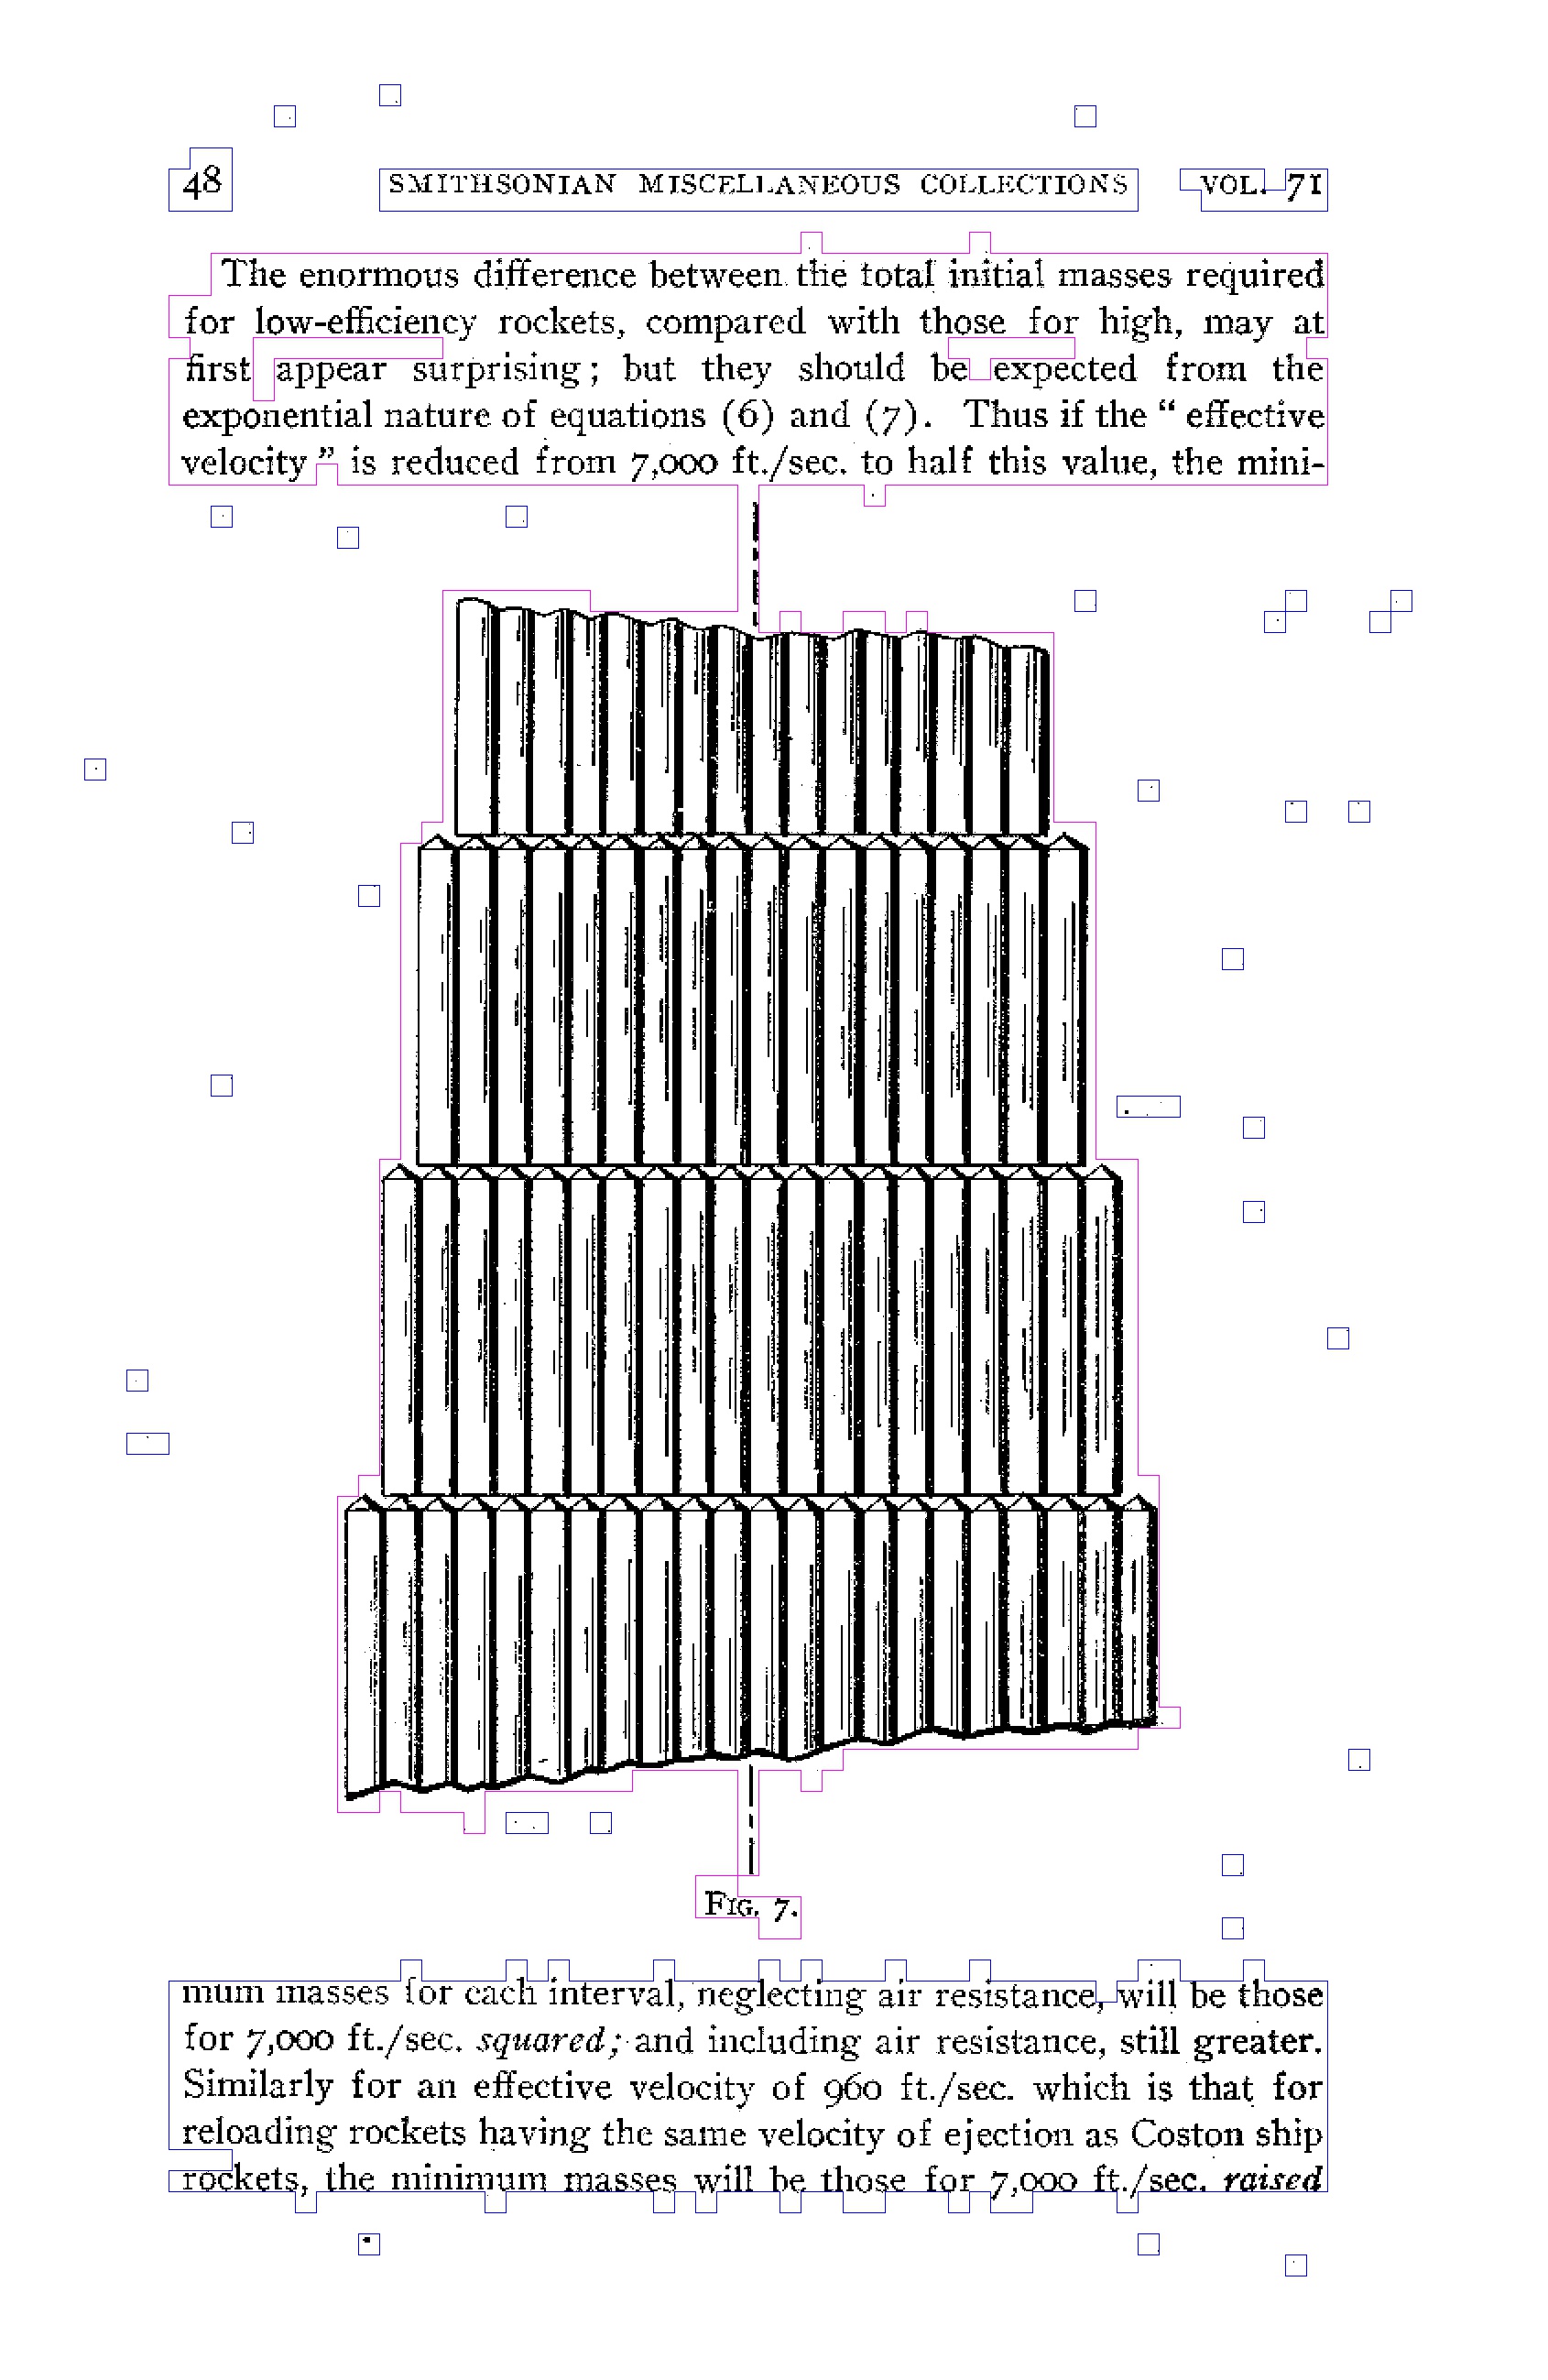 48 SMITHSONIAN MISCELLANEOUS COLLECTIONS VOL. 71
The enormous difference between the total initial masses required
for low-efficiency rockets, compared with those for high, may at
first appear surprising; but they should be expected from the
exponential nature of equations (6) and (7). Thus if the “ effective
velocity ” is reduced from 7,000 ft./sec. to half this value, the mini-
FIG. 7.
mum masses for each interval, neglecting air resistance, will be those
for 7,000 ft./sec. squared; and including air resistance, still greater.
Similarly for an effective velocity of 960 ft./sec. which is that for
reloading rockets having the same velocity of ejection as Coston ship
rockets, the minimum masses will be those for 7,000 ft./sec. raised